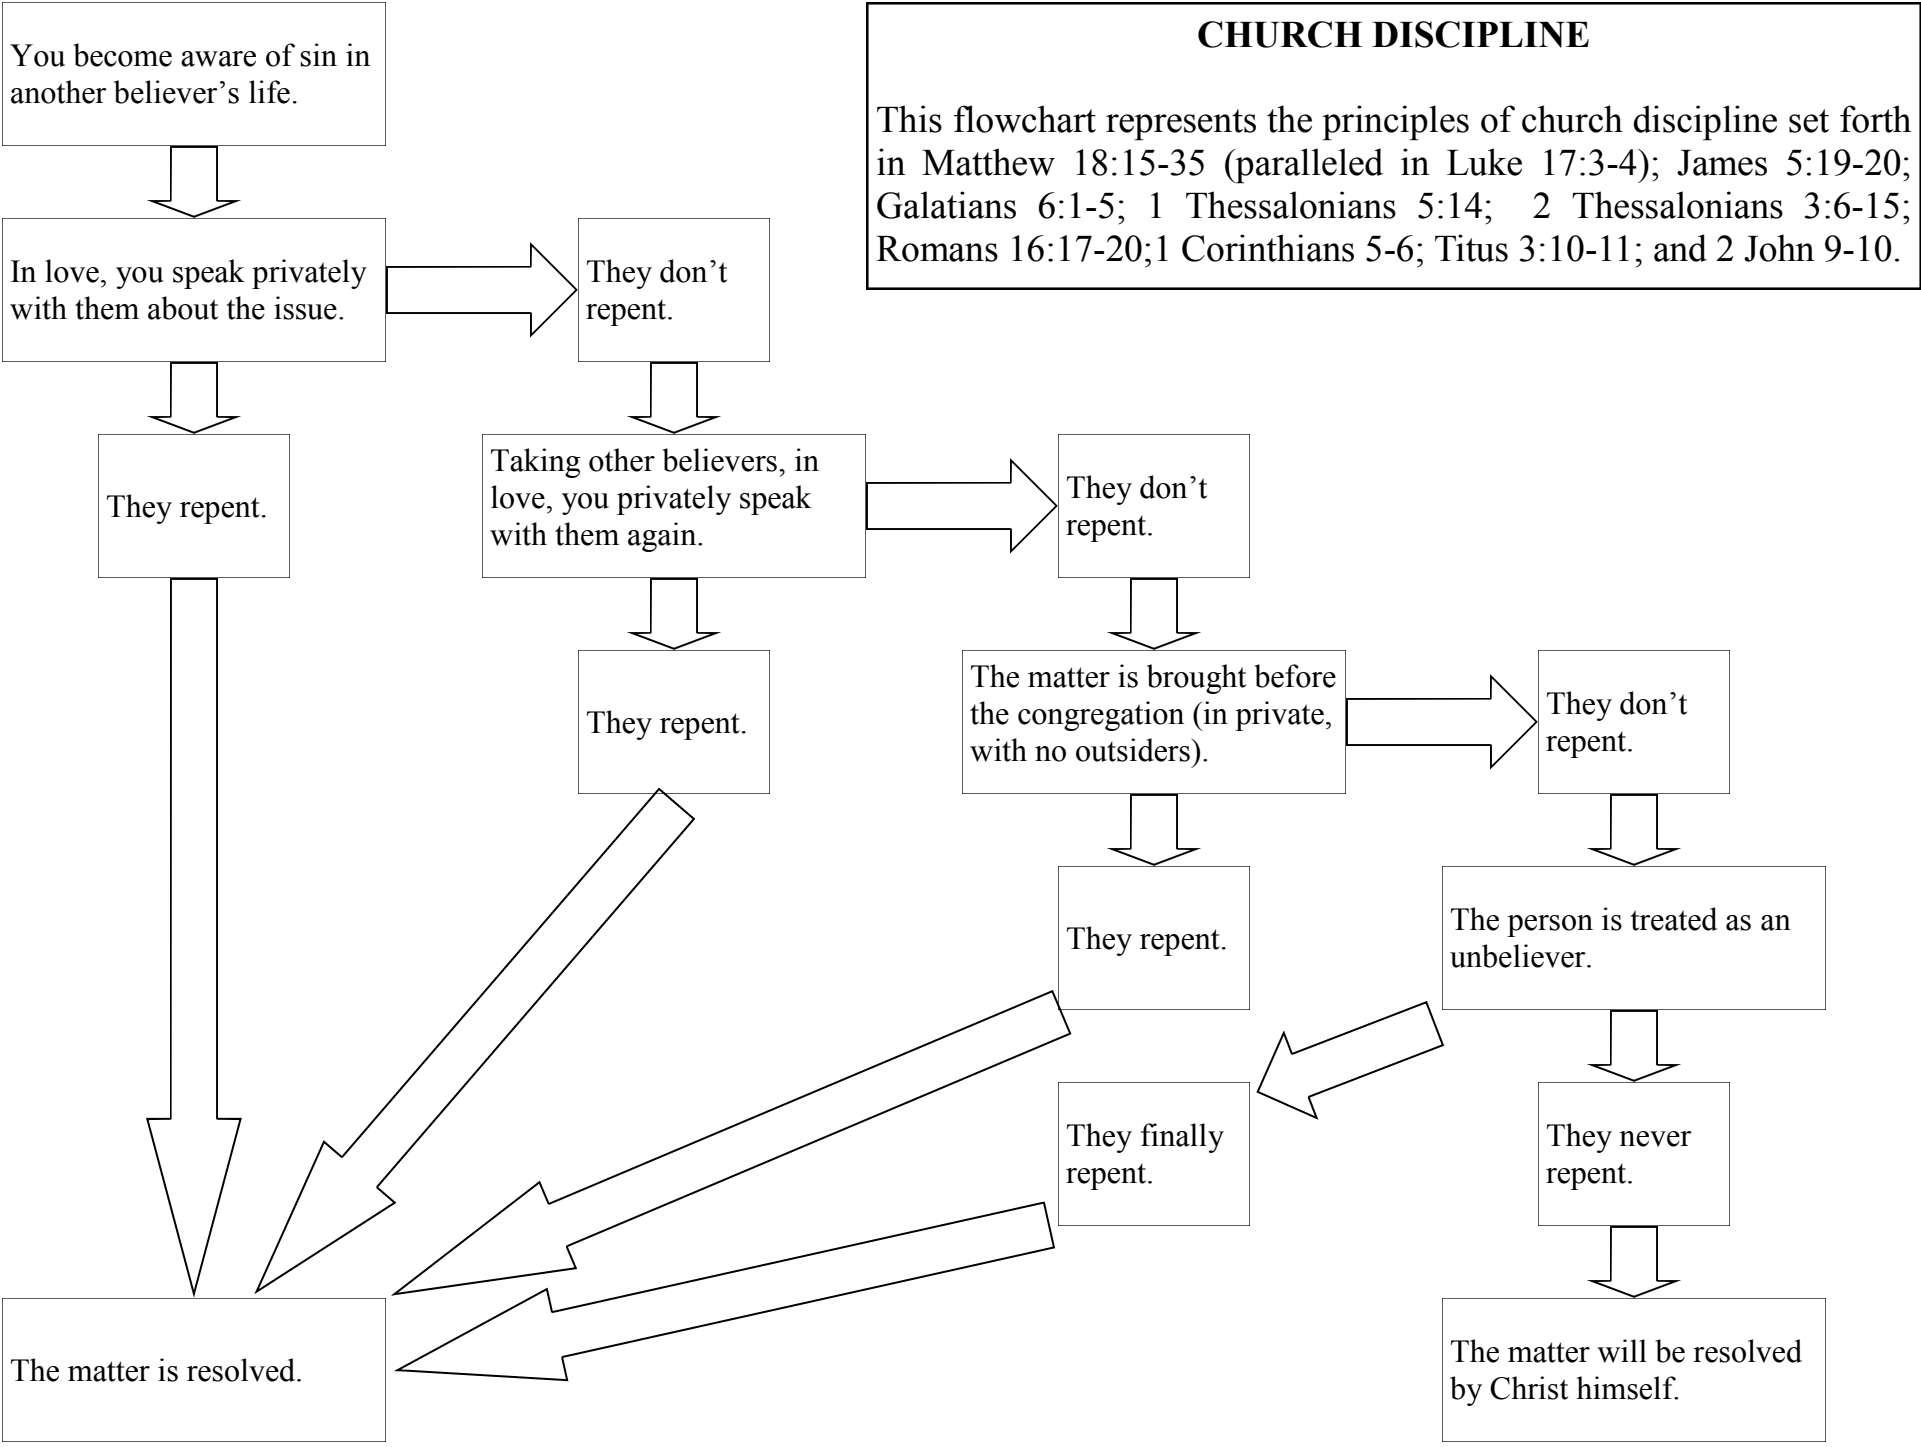 You become aware of sin in
another believer’s life.
CHURCH DISCIPLINE
This flowchart represents the principles of church discipline set forth
in Matthew 18:15-35 (paralleled in Luke 17:3-4); James 5:19-20;
Galatians 6:1-5; 1 Thessalonians 5:14; 2 Thessalonians 3:6-15;
Romans 16:17-20;1 Corinthians 5-6; Titus 3:10-11; and 2 John 9-10.
In love, you speak privately
with them about the issue.
They don’t
repent.
They repent.
Taking other believers, in
love, you privately speak
with them again.
They don’t
repent.
They repent.
The matter is brought before
the congregation (in private,
with no outsiders).
They don’t
repent.
They repent.
The person is treated as an
unbeliever.
They finally
repent.
They never
repent.
The matter is resolved.
The matter will be resolved
by Christ himself.